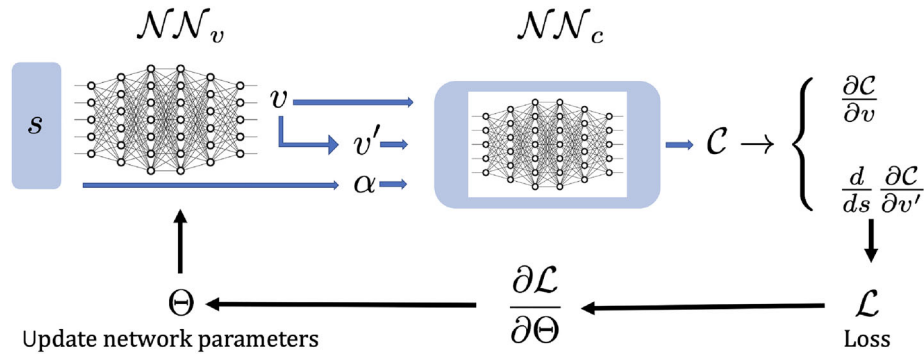 𝒩𝒩_v 𝒩𝒩_c
s
v
v′
α
𝒞 → {
∂𝒞/∂v
d/ds ∂𝒞/∂v′
Θ
∂ℒ/∂Θ
ℒ
Update network parameters
Loss